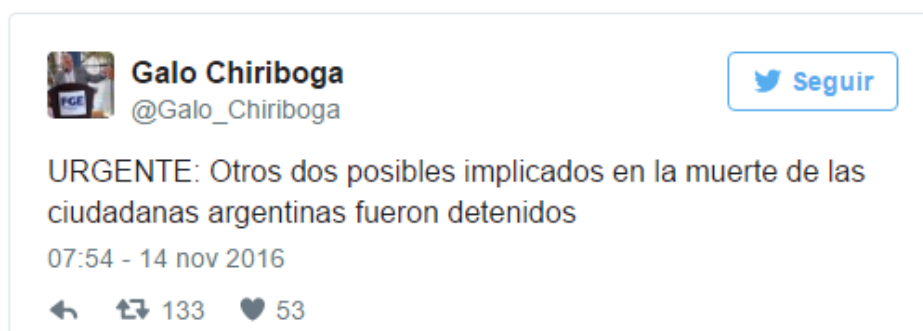 Galo Chiriboga
Seguir
@Galo_Chiriboga
FGE
URGENTE: Otros dos posibles implicados en la muerte de las
ciudadanas argentinas fueron detenidos
07:54 - 14 nov 2016
133 53